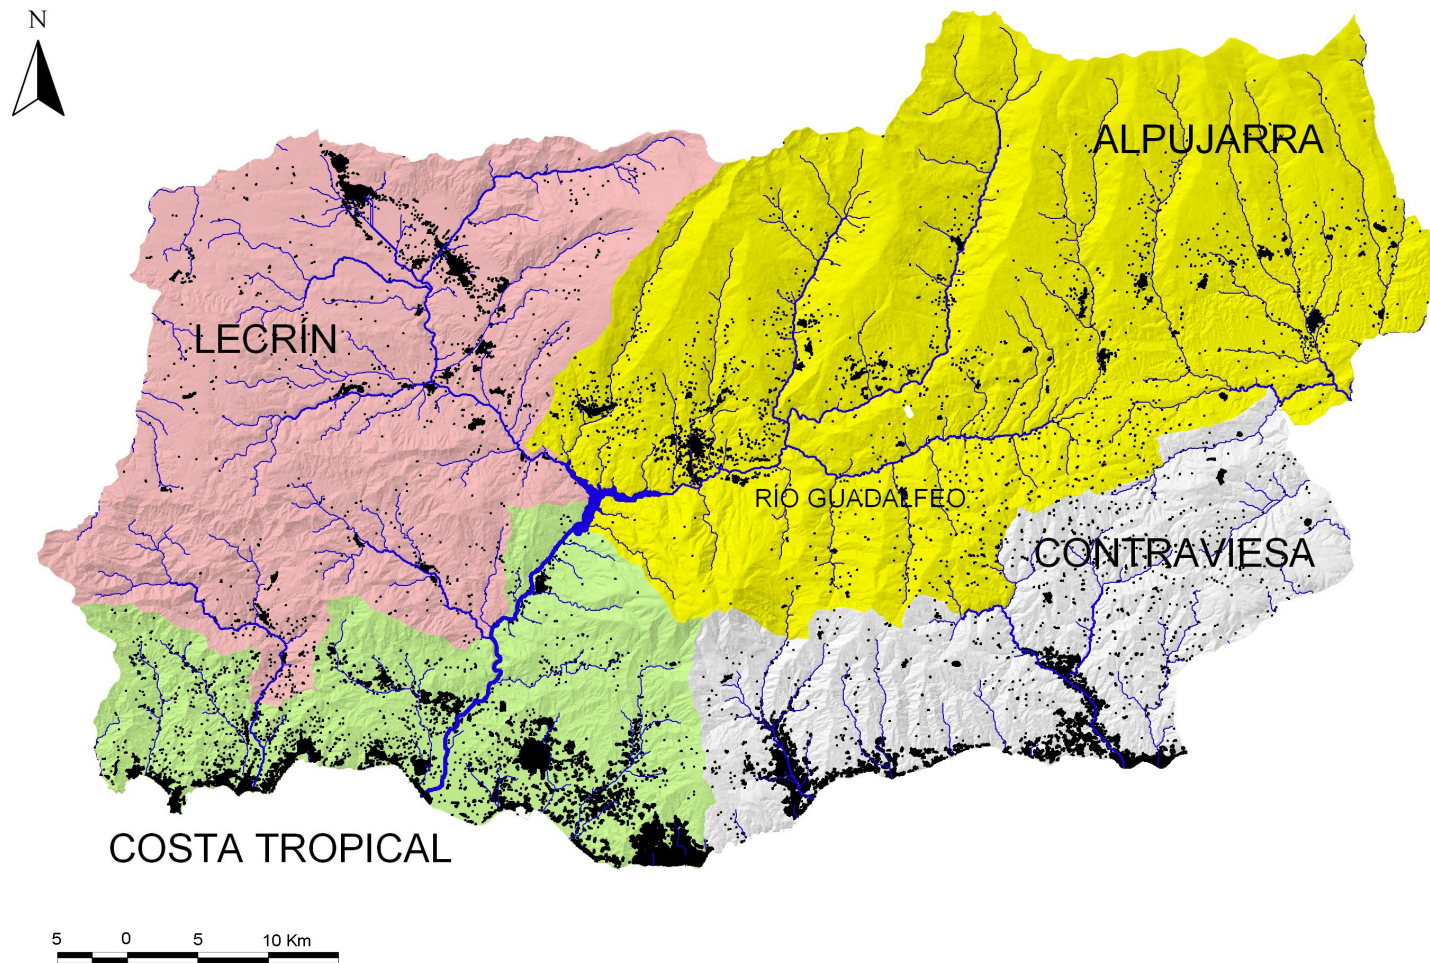 N
ALPUJARRA
LECRÍN
RÍO GUADALFEO
CONTRAVIESA
COSTA TROPICAL
5 0 5 10 Km